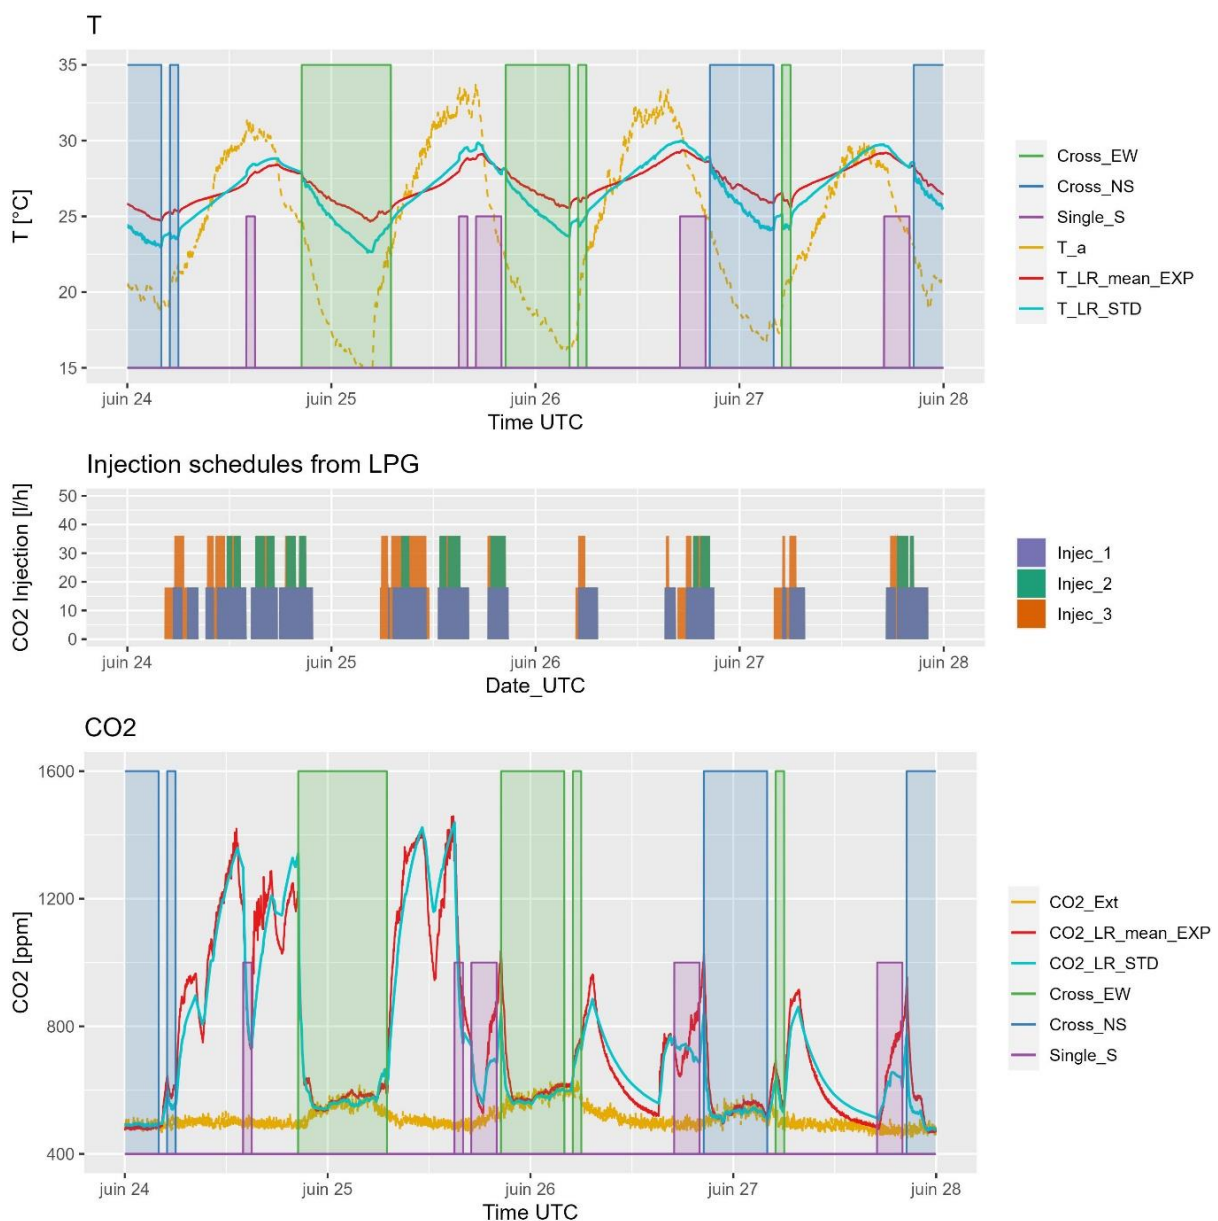 T
T [°C]
35
30
25
20
15
juin 24
juin 25
juin 26
juin 27
juin 28
Time UTC
Cross_EW
Cross_NS
Single_S
T_a
T_LR_mean_EXP
T_LR_STD
Injection schedules from LPG
CO2 Injection [l/h]
50
40
30
20
10
0
juin 24
juin 25
juin 26
juin 27
juin 28
Date_UTC
Injec_1
Injec_2
Injec_3
CO2
CO2 [ppm]
1600
1200
800
400
juin 24
juin 25
juin 26
juin 27
juin 28
Time UTC
CO2_Ext
CO2_LR_mean_EXP
CO2_LR_STD
Cross_EW
Cross_NS
Single_S